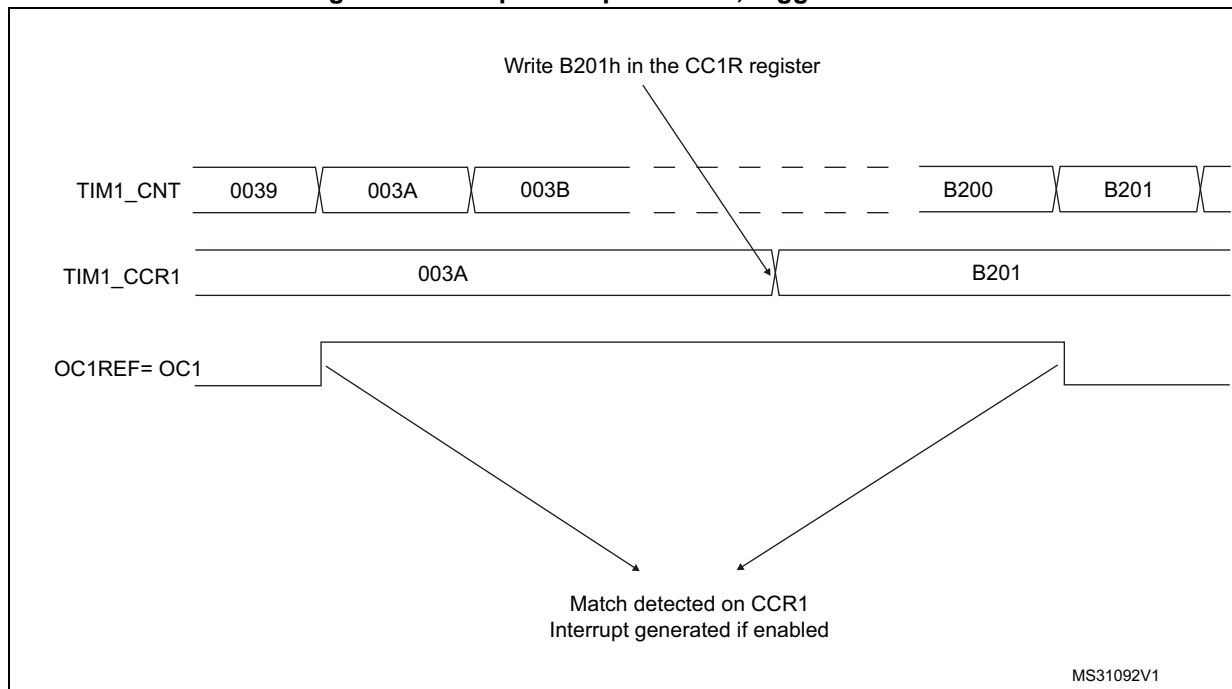 Write B201h in the CC1R register
TIM1_CNT 0039 003A 003B B200 B201
TIM1_CCR1 003A B201
OC1REF= OC1
Match detected on CCR1
Interrupt generated if enabled
MS31092V1